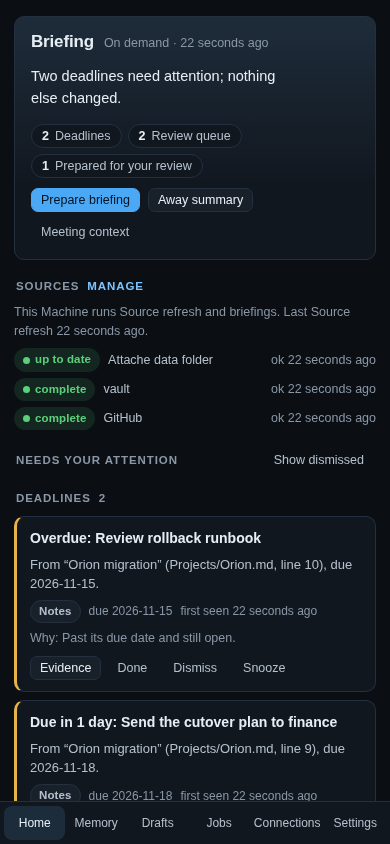 Briefing On demand · 22 seconds ago
Two deadlines need attention; nothing
else changed.
2 Deadlines 2 Review queue
1 Prepared for your review
Prepare briefing Away summary
Meeting context
SOURCES MANAGE
This Machine runs Source refresh and briefings. Last Source
refresh 22 seconds ago.
up to date Attache data folder ok 22 seconds ago
complete vault ok 22 seconds ago
complete GitHub ok 22 seconds ago
NEEDS YOUR ATTENTION Show dismissed
DEADLINES 2
Overdue: Review rollback runbook
From “Orion migration” (Projects/Orion.md, line 10), due
2026-11-15.
Notes due 2026-11-15 first seen 22 seconds ago
Why: Past its due date and still open.
Evidence Done Dismiss Snooze
Due in 1 day: Send the cutover plan to finance
From “Orion migration” (Projects/Orion.md, line 9), due
2026-11-18.
Notes due 2026-11-18 first seen 22 seconds ago
Home Memory Drafts Jobs Connections Settings